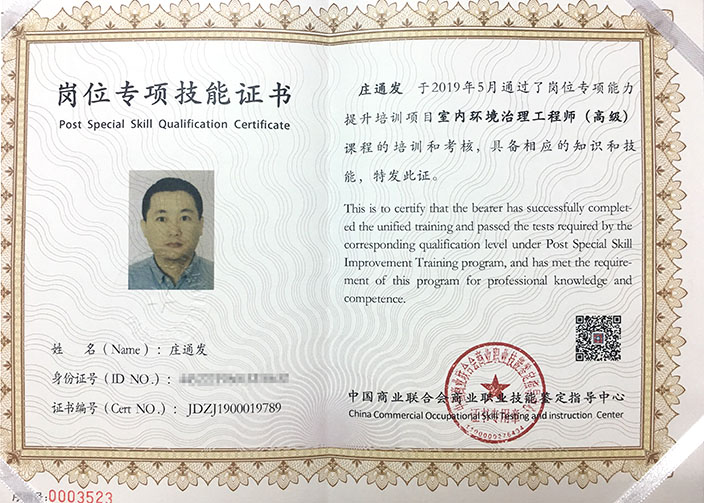 岗位专项技能证书
Post Special Skill Qualification Certificate
姓 名（Name）：庄通发
身份证号（ID NO.）：
证书编号（Cert NO.）：JDZJ1900019789
:0003523
庄通发 于2019年5月通过了岗位专项能力
提升培训项目室内环境治理工程师（高级）
课程的培训和考核，具备相应的知识和技
能，特发此证。
This is to certify that the bearer has successfully complet-
ed the unified training and passed the tests required by the
corresponding qualification level under Post Special Skill
Improvement Training program, and has met the require-
ment of this program for professional knowledge and
competence.
中国商业联合会商业职业技能鉴定指导中心
China Commercial Occupational Skill Testing and instruction Center
证书专用章